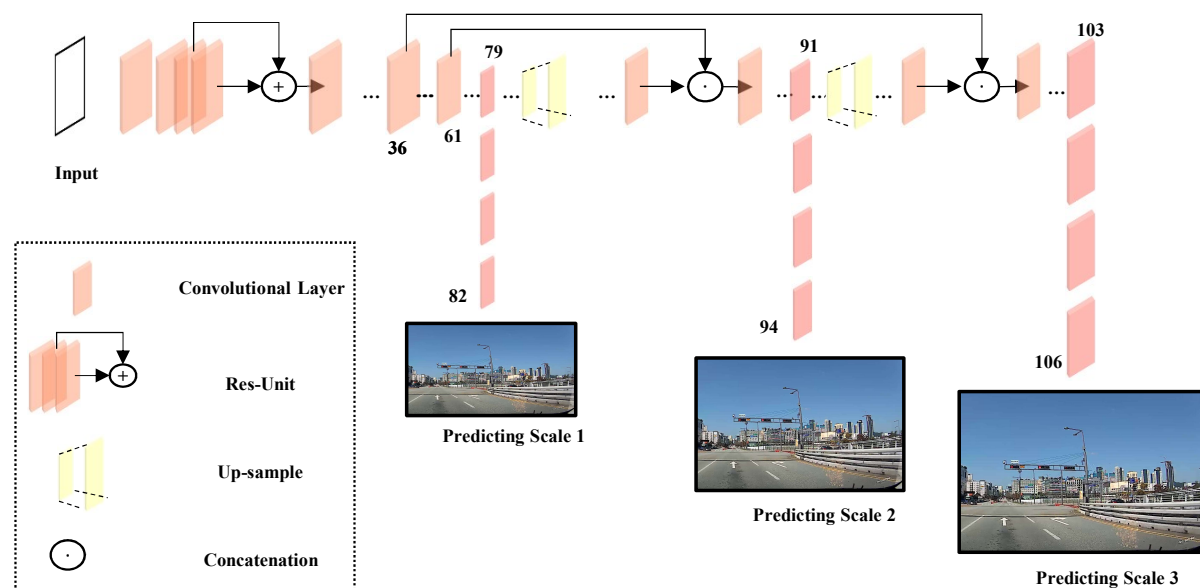 103
79
91
+
...
...
...
...
...
...
...
...
...
61
36
Input
Convolutional Layer
82
94
+
Res-Unit
106
Predicting Scale 1
Up-sample
Predicting Scale 2
Concatenation
Predicting Scale 3